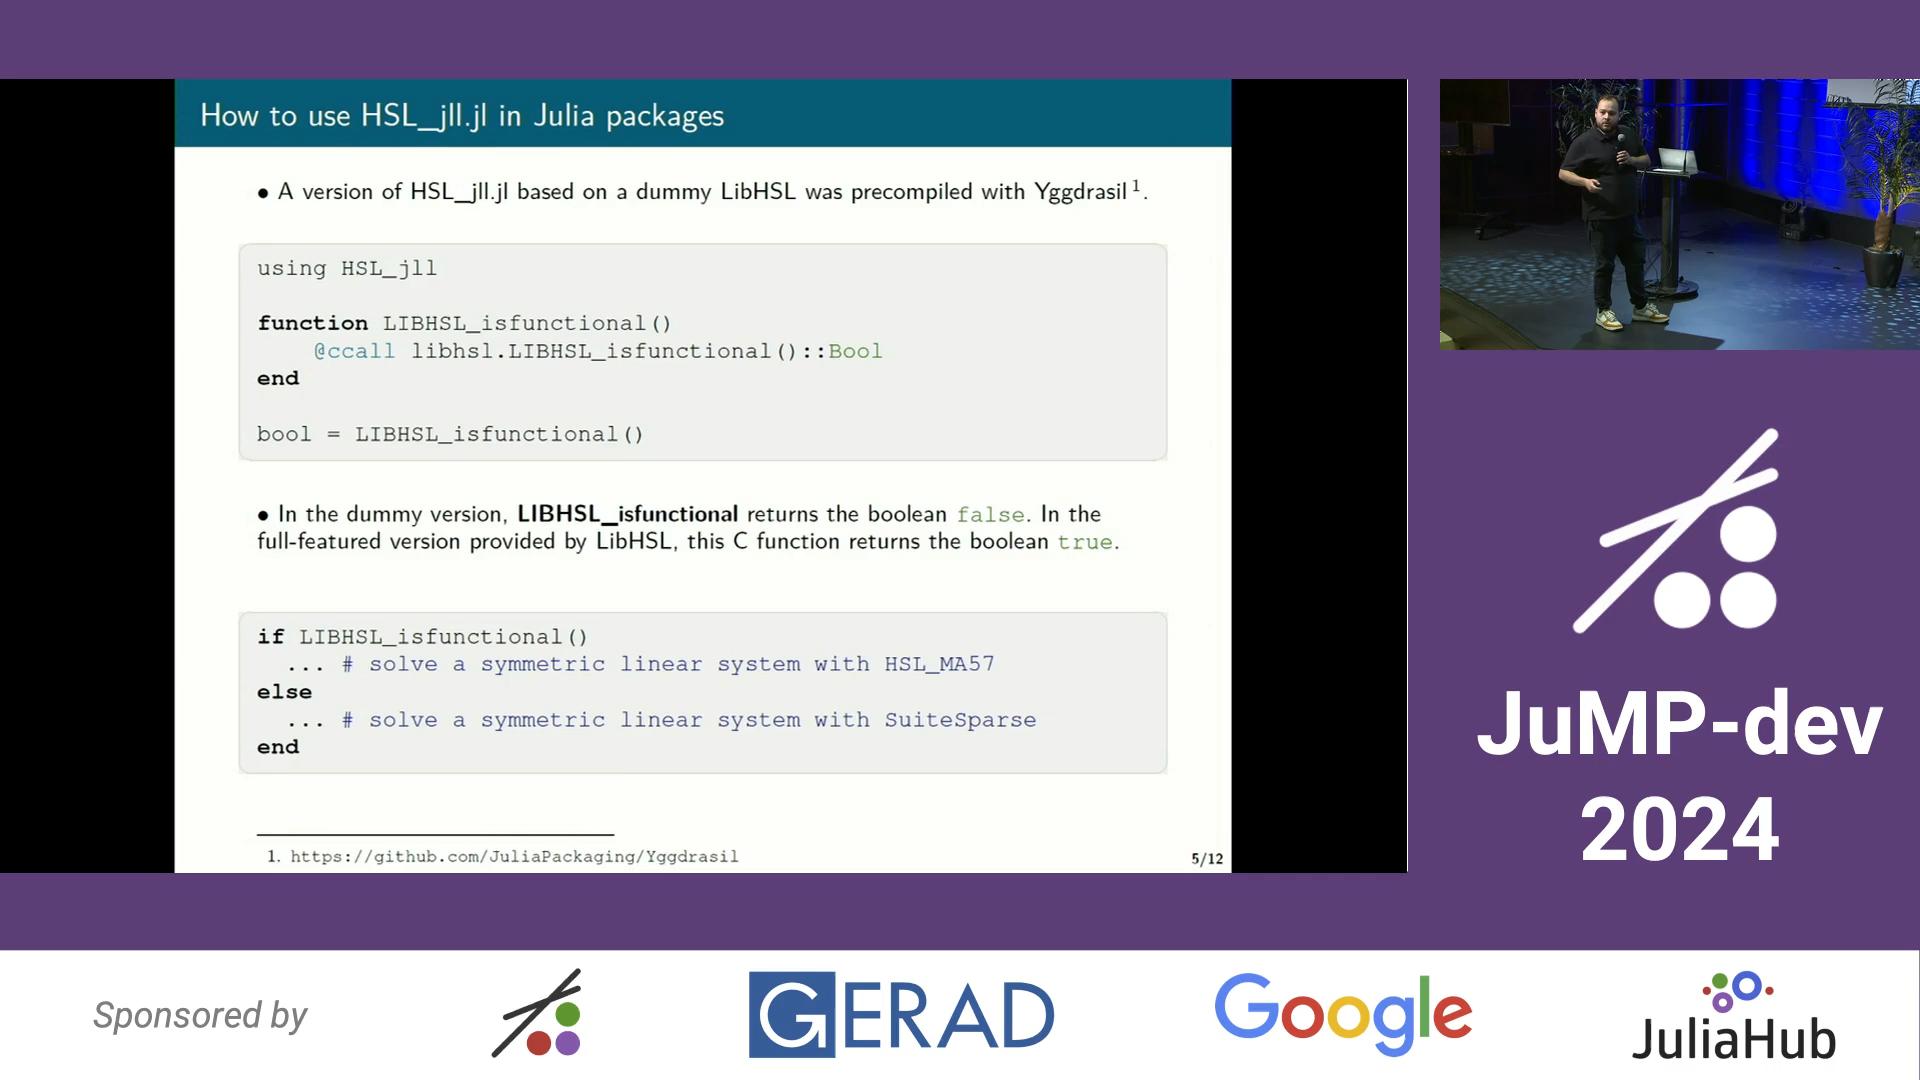 How to use HSL_jll.jl in Julia packages
• A version of HSL_jll.jl based on a dummy LibHSL was precompiled with Yggdrasil 1.
using HSL_jll
function LIBHSL_isfunctional()
@ccall libhsl.LIBHSL_isfunctional()::Bool
end
bool = LIBHSL_isfunctional()
• In the dummy version, LIBHSL_isfunctional returns the boolean false. In the
full-featured version provided by LibHSL, this C function returns the boolean true.
if LIBHSL_isfunctional()
... # solve a symmetric linear system with HSL_MA57
else
... # solve a symmetric linear system with SuiteSparse
end
1. https://github.com/JuliaPackaging/Yggdrasil
5/12
JuMP-dev
2024
Sponsored by
GERAD
Google
JuliaHub